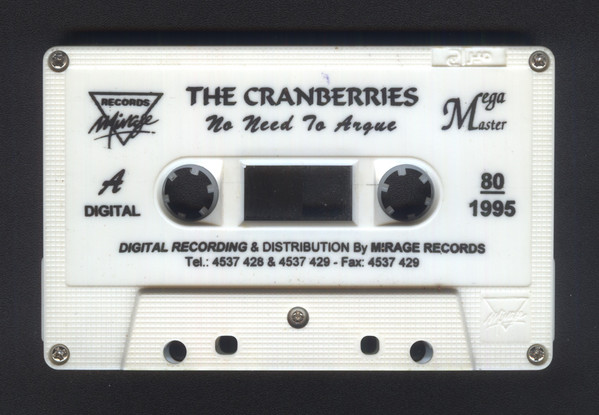 RECORDS
Mirage
THE CRANBERRIES
No Need To Argue
Mega
Master
A
DIGITAL
80
1995
DIGITAL RECORDING & DISTRIBUTION By M!RAGE RECORDS
Tel.: 4537 428 & 4537 429 - Fax: 4537 429
Mirage